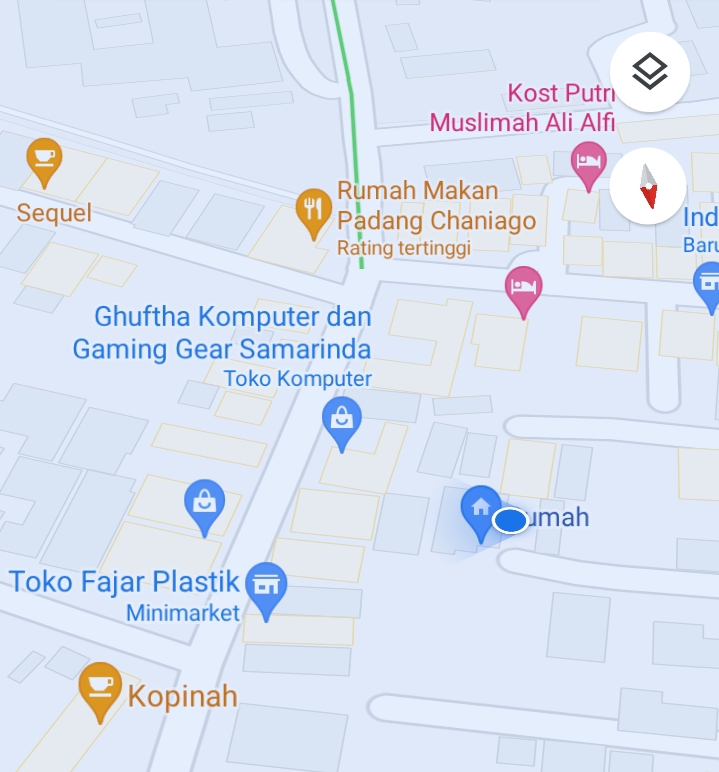 Kost Putri
Muslimah Ali Alfi
Sequel
Rumah Makan
Padang Chaniago
Rating tertinggi
Ind
Baru
Ghuftha Komputer dan
Gaming Gear Samarinda
Toko Komputer
umah
Toko Fajar Plastik
Minimarket
Kopinah